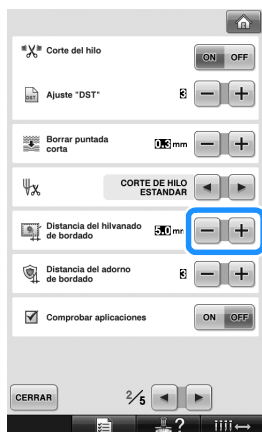 Corte del hilo
ON OFF
DST
Ajuste "DST"
3
Borrar puntada
corta
0.3 mm
CORTE DE HILO
ESTANDAR
Distancia del hilvanado
de bordado
5.0 mm
Distancia del adorno
de bordado
3
Comprobar aplicaciones
ON OFF
CERRAR
2/5
?